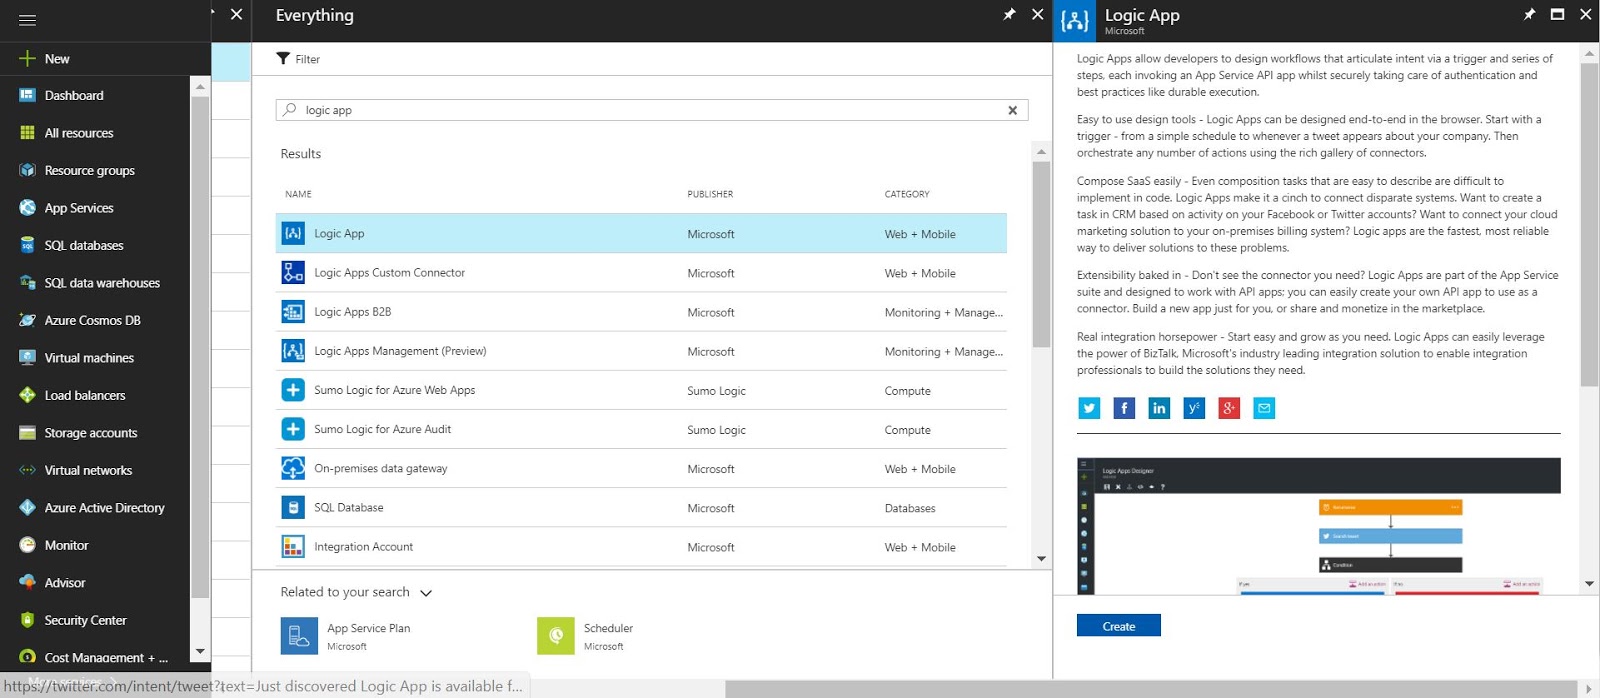 Everything
Logic App
Microsoft
New
Dashboard
All resources
Resource groups
App Services
SQL databases
SQL data warehouses
Azure Cosmos DB
Virtual machines
Load balancers
Storage accounts
Virtual networks
Azure Active Directory
Monitor
Advisor
Security Center
Cost Management + ...
https://twitter.com/intent/tweet?text=Just discovered Logic App is available f...
Filter
logic app
Results
NAME PUBLISHER CATEGORY
Logic App Microsoft Web + Mobile
Logic Apps Custom Connector Microsoft Web + Mobile
Logic Apps B2B Microsoft Monitoring + Manage...
Logic Apps Management (Preview) Microsoft Monitoring + Manage...
Sumo Logic for Azure Web Apps Sumo Logic Compute
Sumo Logic for Azure Audit Sumo Logic Compute
On-premises data gateway Microsoft Web + Mobile
SQL Database Microsoft Databases
Integration Account Microsoft Web + Mobile
Related to your search
App Service Plan
Microsoft
Scheduler
Microsoft
Logic Apps allow developers to design workflows that articulate intent via a trigger and series of
steps, each invoking an App Service API app whilst securely taking care of authentication and
best practices like durable execution.
Easy to use design tools - Logic Apps can be designed end-to-end in the browser. Start with a
trigger - from a simple schedule to whenever a tweet appears about your company. Then
orchestrate any number of actions using the rich gallery of connectors.
Compose SaaS easily - Even composition tasks that are easy to describe are difficult to
implement in code. Logic Apps make it a cinch to connect disparate systems. Want to create a
task in CRM based on activity on your Facebook or Twitter accounts? Want to connect your cloud
marketing solution to your on-premises billing system? Logic apps are the fastest, most reliable
way to deliver solutions to these problems.
Extensibility baked in - Don't see the connector you need? Logic Apps are part of the App Service
suite and designed to work with API apps; you can easily create your own API app to use as a
connector. Build a new app just for you, or share and monetize in the marketplace.
Real integration horsepower - Start easy and grow as you need. Logic Apps can easily leverage
the power of BizTalk, Microsoft's industry leading integration solution to enable integration
professionals to build the solutions they need.
Logic Apps Designer
Condition
Add an action
Add an action
Create